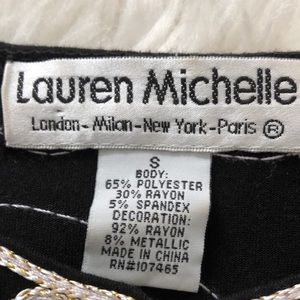 Lauren Michelle
London-Milan-New York-Paris ®
S
BODY:
65% POLYESTER
30% RAYON
5% SPANDEX
DECORATION:
92% RAYON
8% METALLIC
MADE IN CHINA
RN#107465